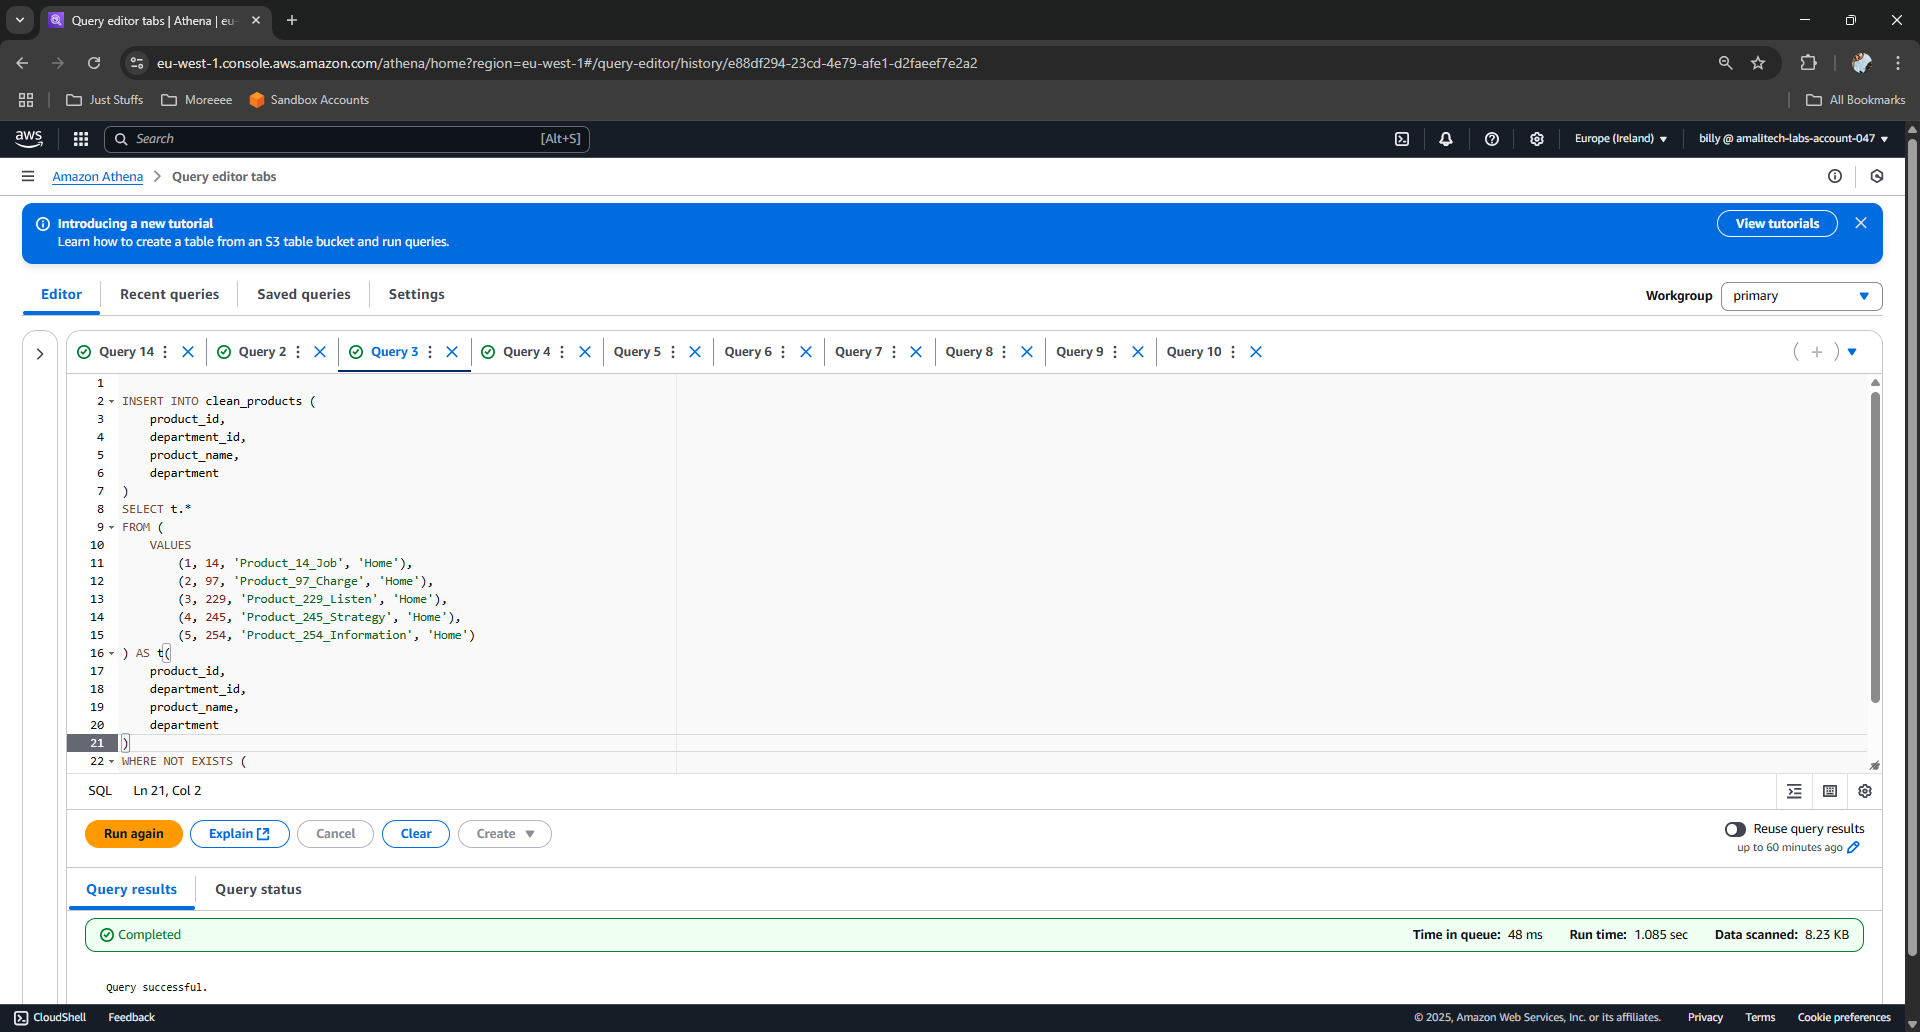 Query editor tabs | Athena | eu-
eu-west-1.console.aws.amazon.com/athena/home?region=eu-west-1#/query-editor/history/e88df294-23cd-4e79-afe1-d2faeef7e2a2
Just Stuffs
Moreeee
Sandbox Accounts
All Bookmarks
aws
Search
[Alt+S]
Europe (Ireland)
billy @ amalitech-labs-account-047
Amazon Athena
Query editor tabs
Introducing a new tutorial
Learn how to create a table from an S3 table bucket and run queries.
View tutorials
Editor
Recent queries
Saved queries
Settings
Workgroup
primary
Query 14
Query 2
Query 3
Query 4
Query 5
Query 6
Query 7
Query 8
Query 9
Query 10
1
2 INSERT INTO clean_products (
3 product_id,
4 department_id,
5 product_name,
6 department
7 )
8 SELECT t.*
9 FROM (
10 VALUES
11 (1, 14, 'Product_14_Job', 'Home'),
12 (2, 97, 'Product_97_Charge', 'Home'),
13 (3, 229, 'Product_229_Listen', 'Home'),
14 (4, 245, 'Product_245_Strategy', 'Home'),
15 (5, 254, 'Product_254_Information', 'Home')
16 ) AS t(
17 product_id,
18 department_id,
19 product_name,
20 department
21 )
22 WHERE NOT EXISTS (
SQL
Ln 21, Col 2
Run again
Explain
Cancel
Clear
Create
Reuse query results
up to 60 minutes ago
Query results
Query status
Completed
Time in queue: 48 ms
Run time: 1.085 sec
Data scanned: 8.23 KB
Query successful.
CloudShell
Feedback
© 2025, Amazon Web Services, Inc. or its affiliates.
Privacy
Terms
Cookie preferences